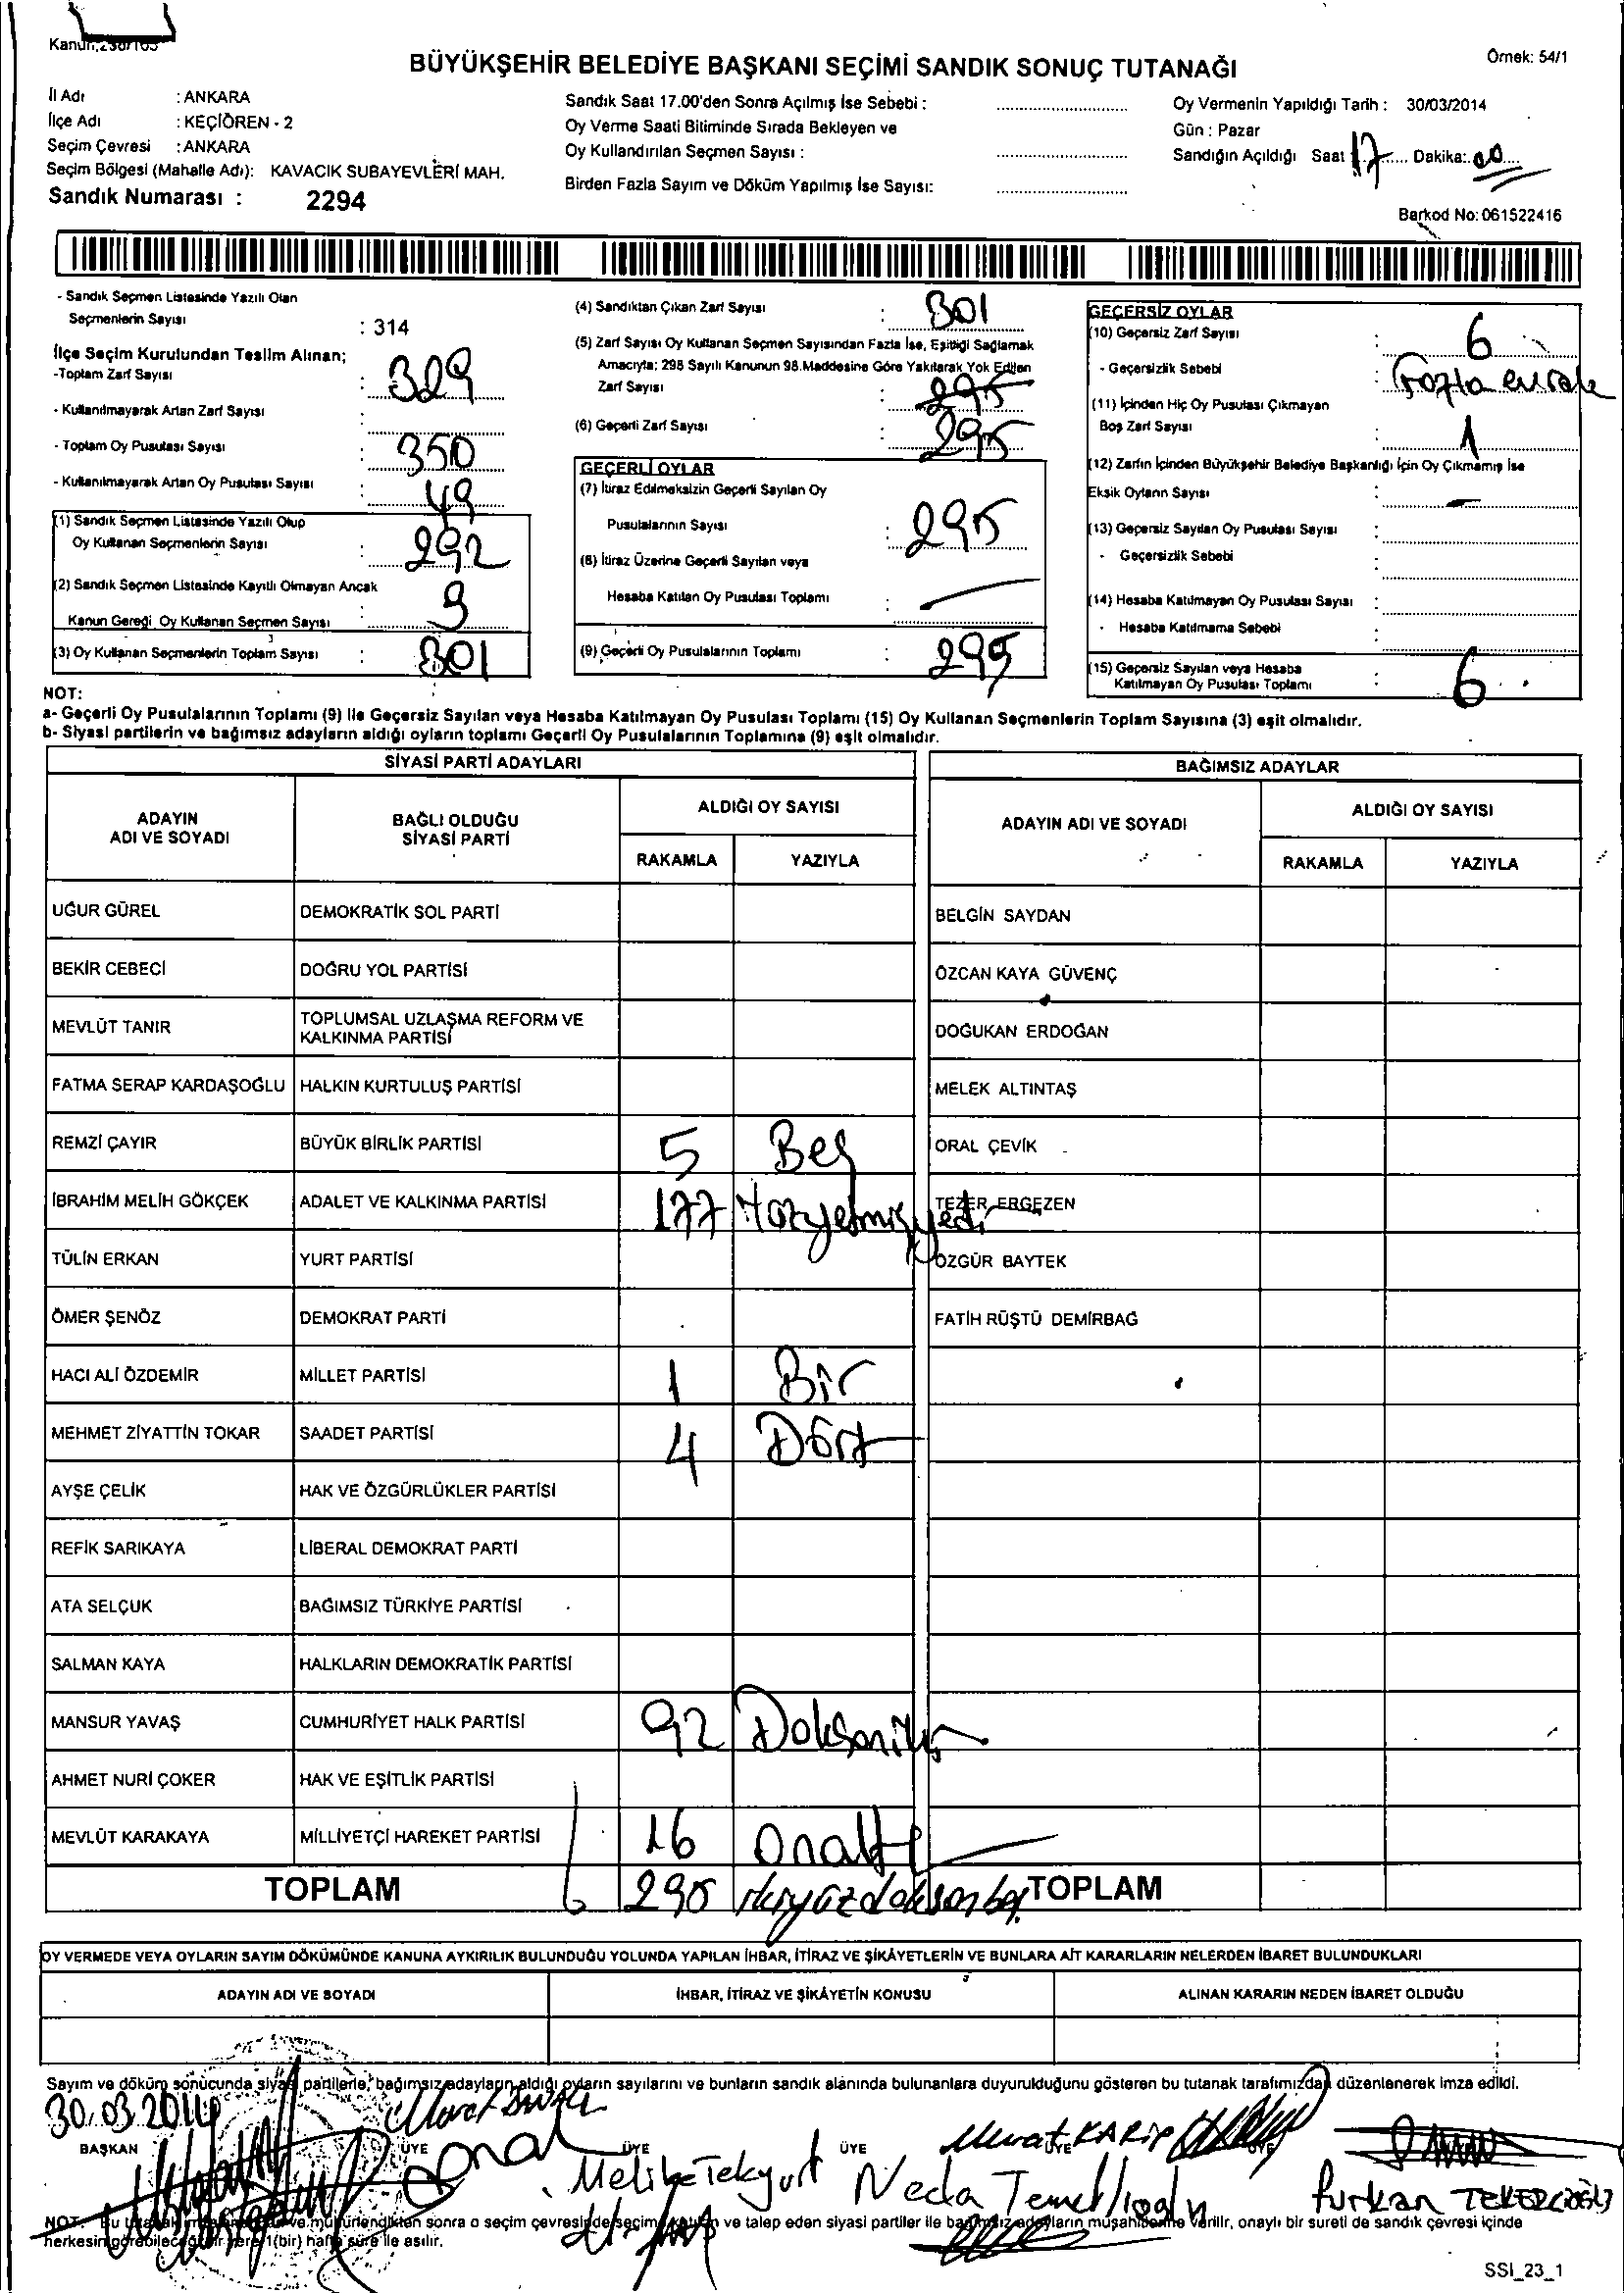 BÜYÜKŞEHİR BELEDİYE BAŞKANI SEÇİMİ SANDIK SONUÇ TUTANAĞI
Örnek: 54/1
İl Adı : ANKARA
İlçe Adı : KEÇİÖREN - 2
Seçim Çevresi : ANKARA
Seçim Bölgesi (Mahalle Adı): KAVACIK SUBAYEVLERİ MAH.
Sandık Numarası : 2294
Sandık Saat 17.00'den Sonra Açılmış İse Sebebi :
Oy Verme Saati Bitiminde Sırada Bekleyen ve
Oy Kullandırılan Seçmen Sayısı :
Birden Fazla Sayım ve Döküm Yapılmış İse Sayısı:
Oy Vermenin Yapıldığı Tarih : 30/03/2014
Gün : Pazar
Sandığın Açıldığı Saat 17 Dakika: 00
Barkod No: 061522416
- Sandık Seçmen Listesinde Yazılı Olan
Seçmenlerin Sayısı : 314
İlçe Seçim Kurulundan Teslim Alınan;
-Toplam Zarf Sayısı : 329
- Kullanılmayarak Artan Zarf Sayısı :
- Toplam Oy Pusulası Sayısı : 350
- Kullanılmayarak Artan Oy Pusulası Sayısı : 49
(1) Sandık Seçmen Listesinde Yazılı Olup
Oy Kullanan Seçmenlerin Sayısı : 292
(2) Sandık Seçmen Listesinde Kayıtlı Olmayan Ancak
Kanun Gereği Oy Kullanan Seçmen Sayısı : 9
(3) Oy Kullanan Seçmenlerin Toplam Sayısı : 301
(4) Sandıktan Çıkan Zarf Sayısı : 301
(5) Zarf Sayısı Oy Kullanan Seçmen Sayısından Fazla İse, Eşitliği Sağlamak
Amacıyla; 298 Sayılı Kanunun 98.Maddesine Göre Yakılarak Yok Edilen
Zarf Sayısı : 295
(6) Geçerli Zarf Sayısı : 295
GEÇERLİ OYLAR
(7) İtiraz Edilmeksizin Geçerli Sayılan Oy
Pusulalarının Sayısı : 295
(8) İtiraz Üzerine Geçerli Sayılan veya
Hesaba Katılan Oy Pusulası Toplamı : —
(9) Geçerli Oy Pusulalarının Toplamı : 295
GEÇERSİZ OYLAR
(10) Geçersiz Zarf Sayısı : 6
- Geçersizlik Sebebi : Fazla evrak
(11) İçinden Hiç Oy Pusulası Çıkmayan
Boş Zarf Sayısı : 1
(12) Zarfın İçinden Büyükşehir Belediye Başkanlığı İçin Oy Çıkmamış İse
Eksik Oyların Sayısı : -
(13) Geçersiz Sayılan Oy Pusulası Sayısı :
- Geçersizlik Sebebi :
(14) Hesaba Katılmayan Oy Pusulası Sayısı :
- Hesaba Katılmama Sebebi :
(15) Geçersiz Sayılan veya Hesaba
Katılmayan Oy Pusulası Toplamı : 6
NOT:
a- Geçerli Oy Pusulalarının Toplamı (9) ile Geçersiz Sayılan veya Hesaba Katılmayan Oy Pusulası Toplamı (15) Oy Kullanan Seçmenlerin Toplam Sayısına (3) eşit olmalıdır.
b- Siyasi partilerin ve bağımsız adayların aldığı oyların toplamı Geçerli Oy Pusulalarının Toplamına (9) eşit olmalıdır.
SİYASİ PARTİ ADAYLARI
ADAYIN ADI VE SOYADI
BAĞLI OLDUĞU SİYASİ PARTİ
ALDIĞI OY SAYISI
RAKAMLA YAZIYLA
UĞUR GÜREL DEMOKRATİK SOL PARTİ
BEKİR CEBECİ DOĞRU YOL PARTİSİ
MEVLÜT TANIR TOPLUMSAL UZLAŞMA REFORM VE KALKINMA PARTİSİ
FATMA SERAP KARDAŞOĞLU HALKIN KURTULUŞ PARTİSİ
REMZİ ÇAYIR BÜYÜK BİRLİK PARTİSİ 5 Beş
İBRAHİM MELİH GÖKÇEK ADALET VE KALKINMA PARTİSİ 177 Yüzyetmişyedi
TÜLİN ERKAN YURT PARTİSİ
ÖMER ŞENÖZ DEMOKRAT PARTİ
HACI ALİ ÖZDEMİR MİLLET PARTİSİ 1 Bir
MEHMET ZİYATTİN TOKAR SAADET PARTİSİ 4 Dört
AYŞE ÇELİK HAK VE ÖZGÜRLÜKLER PARTİSİ
REFİK SARIKAYA LİBERAL DEMOKRAT PARTİ
ATA SELÇUK BAĞIMSIZ TÜRKİYE PARTİSİ
SALMAN KAYA HALKLARIN DEMOKRATİK PARTİSİ
MANSUR YAVAŞ CUMHURİYET HALK PARTİSİ 92 Doksaniki
AHMET NURİ ÇOKER HAK VE EŞİTLİK PARTİSİ
MEVLÜT KARAKAYA MİLLİYETÇİ HAREKET PARTİSİ 16 Onaltı
TOPLAM 295 ikiyüzdoksanbeş
BAĞIMSIZ ADAYLAR
ADAYIN ADI VE SOYADI
ALDIĞI OY SAYISI
RAKAMLA YAZIYLA
BELGİN SAYDAN
ÖZCAN KAYA GÜVENÇ
DOĞUKAN ERDOĞAN
MELEK ALTINTAŞ
ORAL ÇEVİK
TEZER ERGEZEN
ÖZGÜR BAYTEK
FATİH RÜŞTÜ DEMİRBAĞ
TOPLAM
OY VERMEDE VEYA OYLARIN SAYIM DÖKÜMÜNDE KANUNA AYKIRILIK BULUNDUĞU YOLUNDA YAPILAN İHBAR, İTİRAZ VE ŞİKÂYETLERİN VE BUNLARA AİT KARARLARIN NELERDEN İBARET BULUNDUKLARI
ADAYIN ADI VE SOYADI
İHBAR, İTİRAZ VE ŞİKÂYETİN KONUSU
ALINAN KARARIN NEDEN İBARET OLDUĞU
Sayım ve döküm sonucunda siyasi partilerle, bağımsız adayların aldığı oyların sayılarını ve bunların sandık alanında bulunanlara duyurulduğunu gösteren bu tutanak tarafımızdan düzenlenerek imza edildi.
30.03.2014
BAŞKAN ÜYE ÜYE ÜYE ÜYE ÜYE
Murat KARİP
Melike Tekyurt
Neda
Furkan
NOT: Bu tutanak ve mühürlendikten sonra o seçim çevresinde seçime katılan ve talep eden siyasi partiler ile bağımsız adayların müşahitlerine verilir, onaylı bir sureti de sandık çevresi içinde
herkesin görebileceği bir yere 1(bir) hafta süre ile asılır.
SSI_23_1